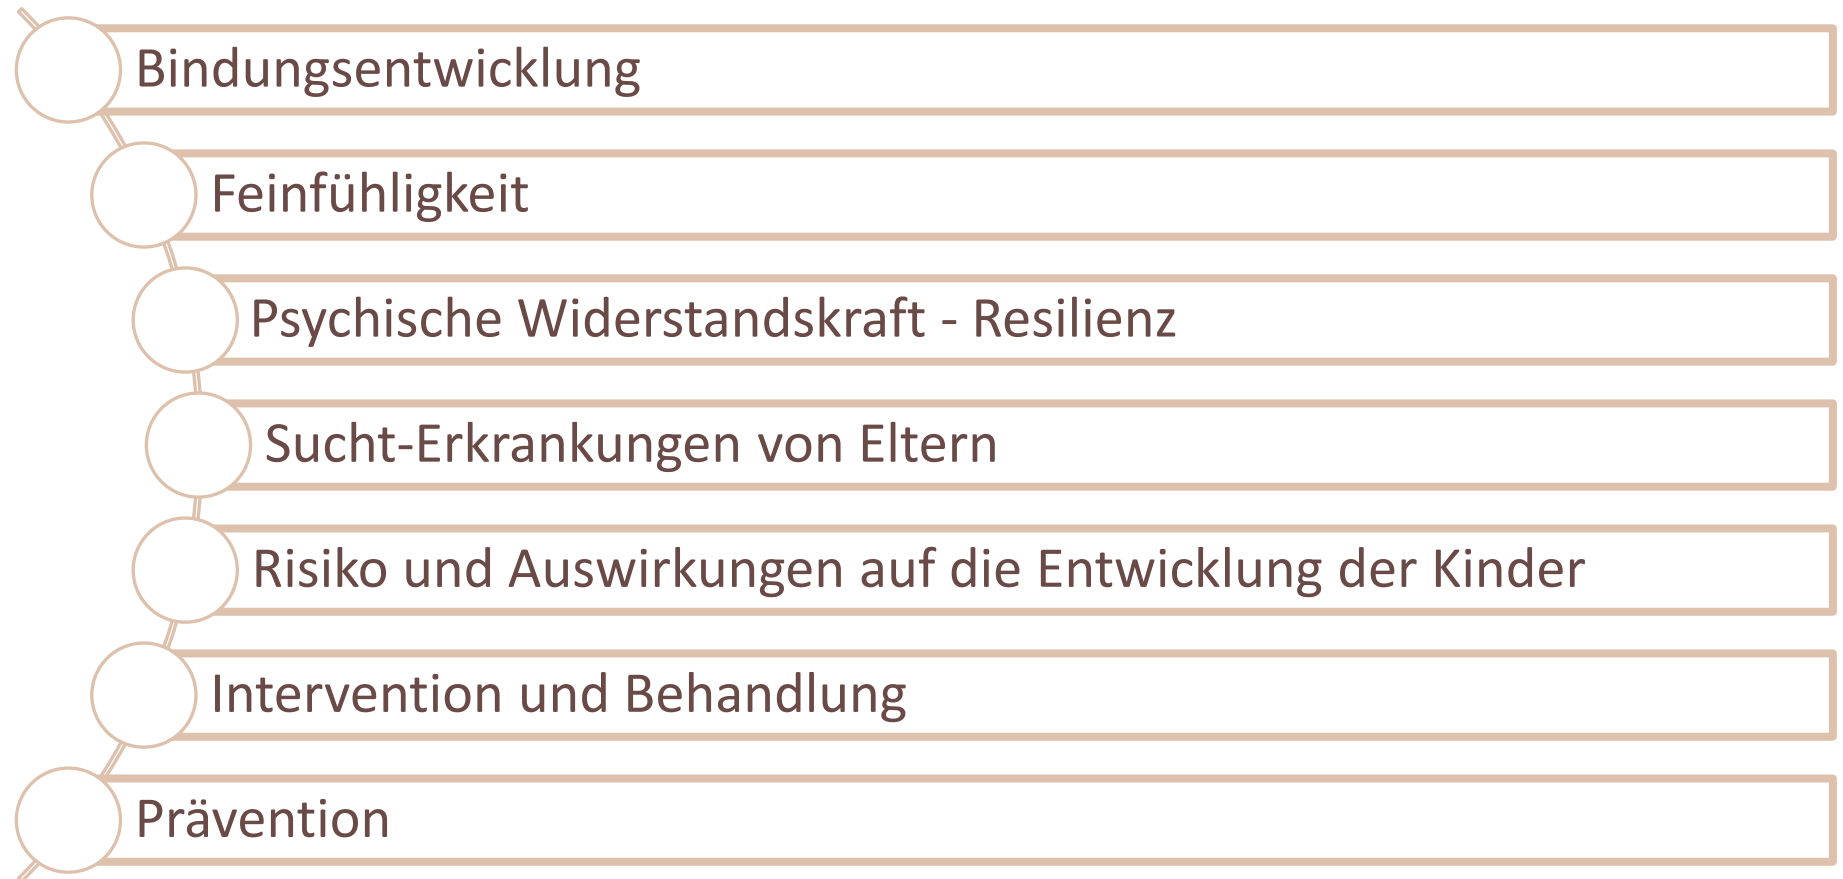 Bindungsentwicklung
Feinfühligkeit
Psychische Widerstandskraft - Resilienz
Sucht-Erkrankungen von Eltern
Risiko und Auswirkungen auf die Entwicklung der Kinder
Intervention und Behandlung
Prävention